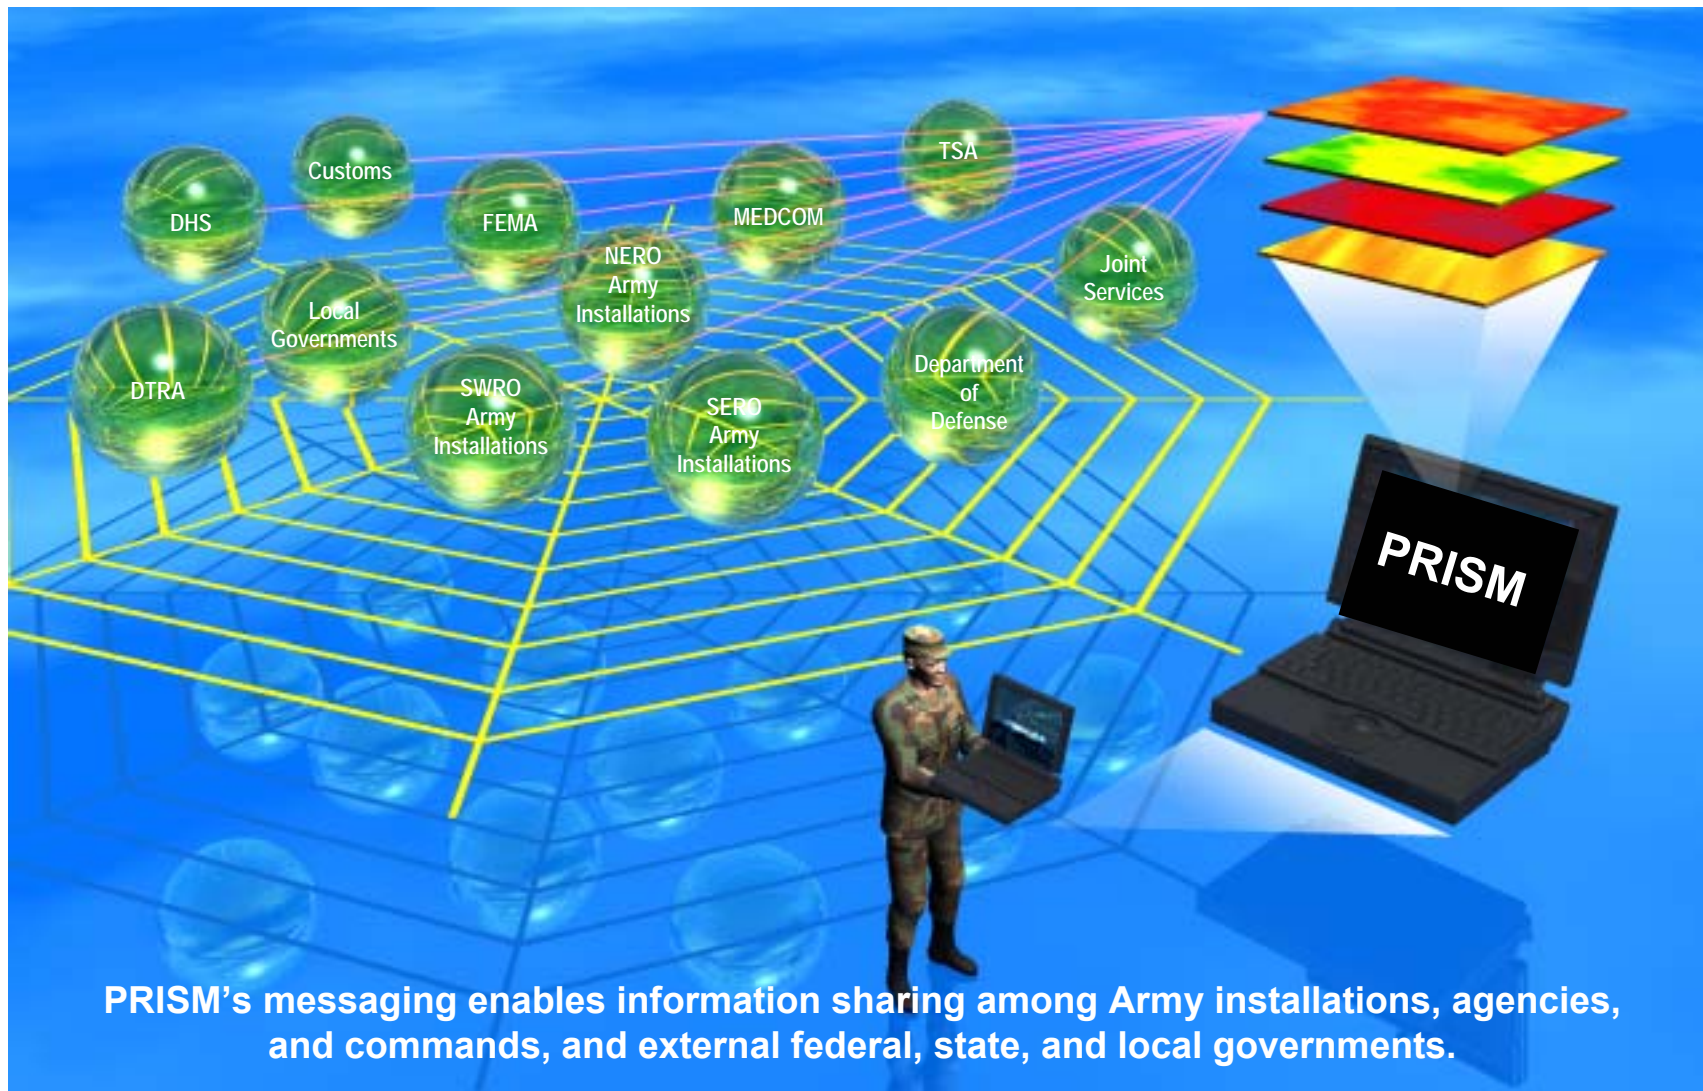 Customs
TSA
DHS
FEMA
MEDCOM
NERO
Army
Installations
Joint
Services
Local
Governments
DTRA
SWRO
Army
Installations
SERO
Army
Installations
Department
of
Defense
PRISM
PRISM’s messaging enables information sharing among Army installations, agencies,
and commands, and external federal, state, and local governments.